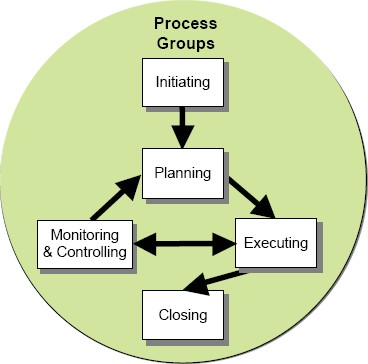 Process
Groups
Initiating
Planning
Monitoring
& Controlling
Executing
Closing